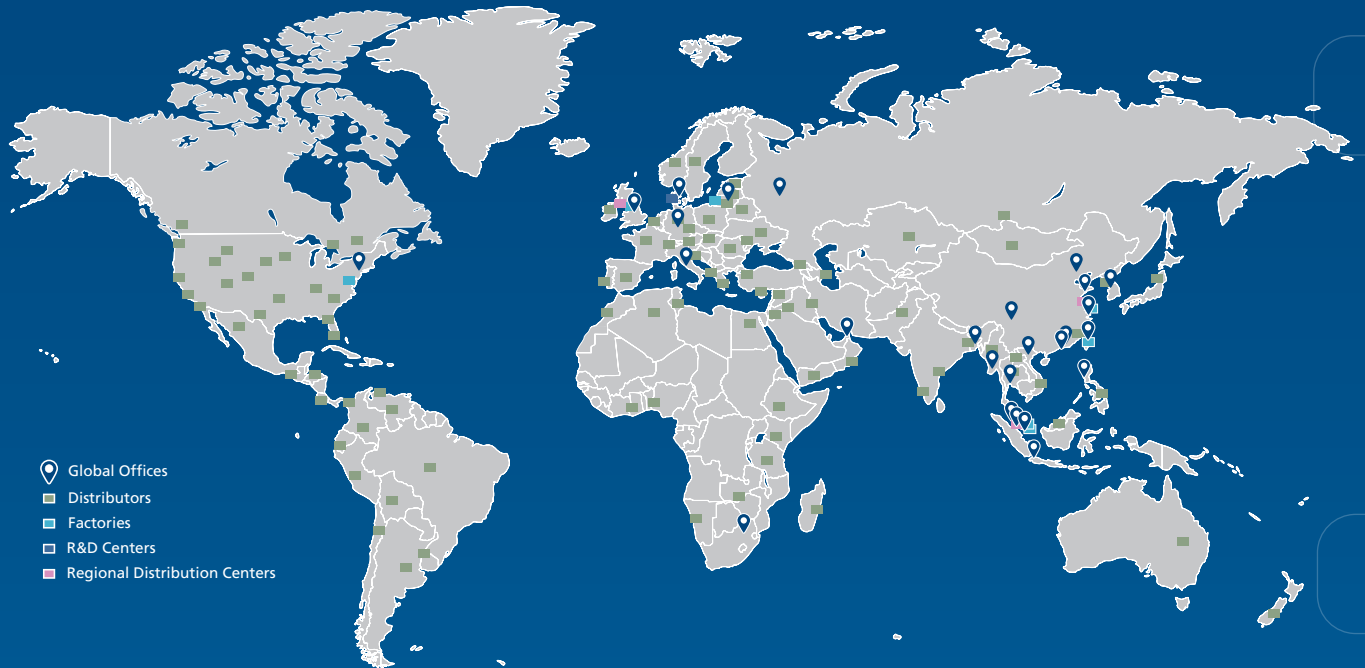 Global Offices
Distributors
Factories
R&D Centers
Regional Distribution Centers